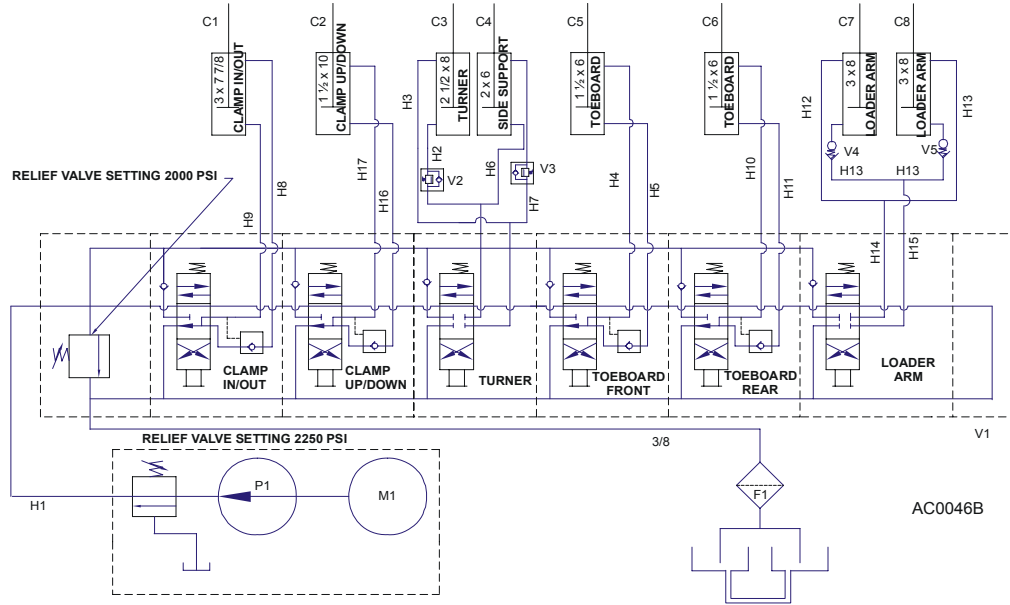 C1
C2
C3
C4
C5
C6
C7
C8
3 x 7 7/8
CLAMP IN/OUT
1 ½ x 10
CLAMP UP/DOWN
2 1/2 x 8
TURNER
2 x 6
SIDE SUPPORT
1 ½ x 6
TOEBOARD
1 ½ x 6
TOEBOARD
3 x 8
LOADER ARM
3 x 8
LOADER ARM
H3
H12
H13
H2
H6
V4
V5
H13
H13
RELIEF VALVE SETTING 2000 PSI
H9
H8
H17
H16
V2
V3
H7
H4
H5
H10
H11
H14
H15
CLAMP
IN/OUT
CLAMP
UP/DOWN
TURNER
TOEBOARD
FRONT
TOEBOARD
REAR
LOADER
ARM
V1
RELIEF VALVE SETTING 2250 PSI
3/8
H1
P1
M1
F1
AC0046B